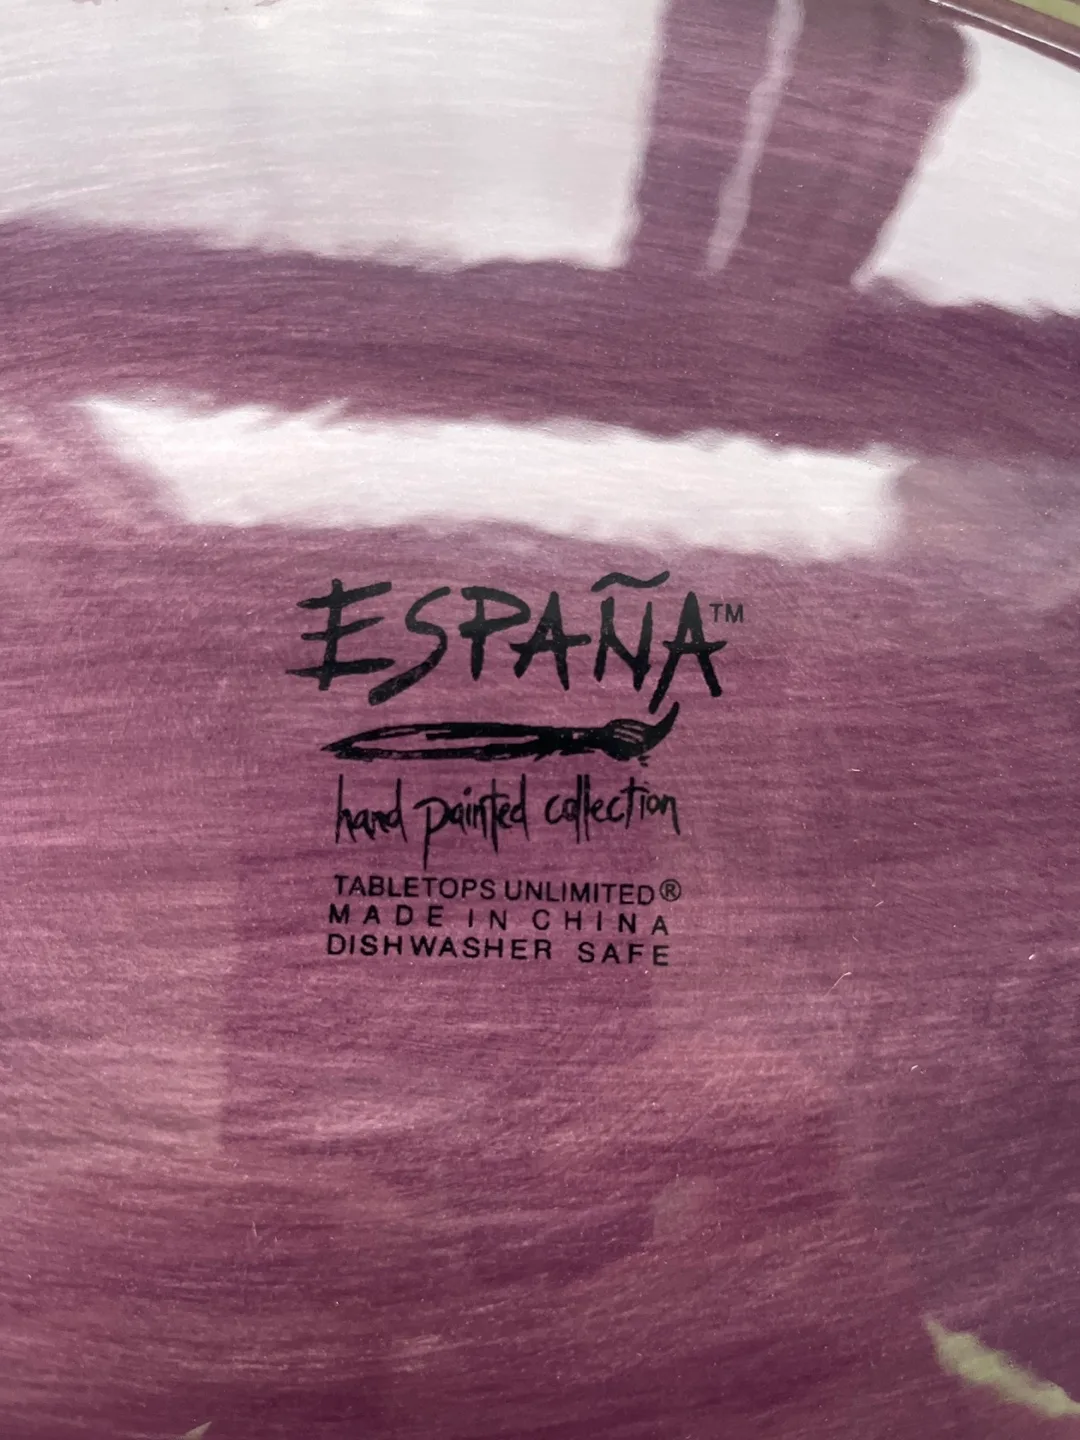 ESPAÑA™
hand painted collection
TABLETOPS UNLIMITED®
MADE IN CHINA
DISHWASHER SAFE